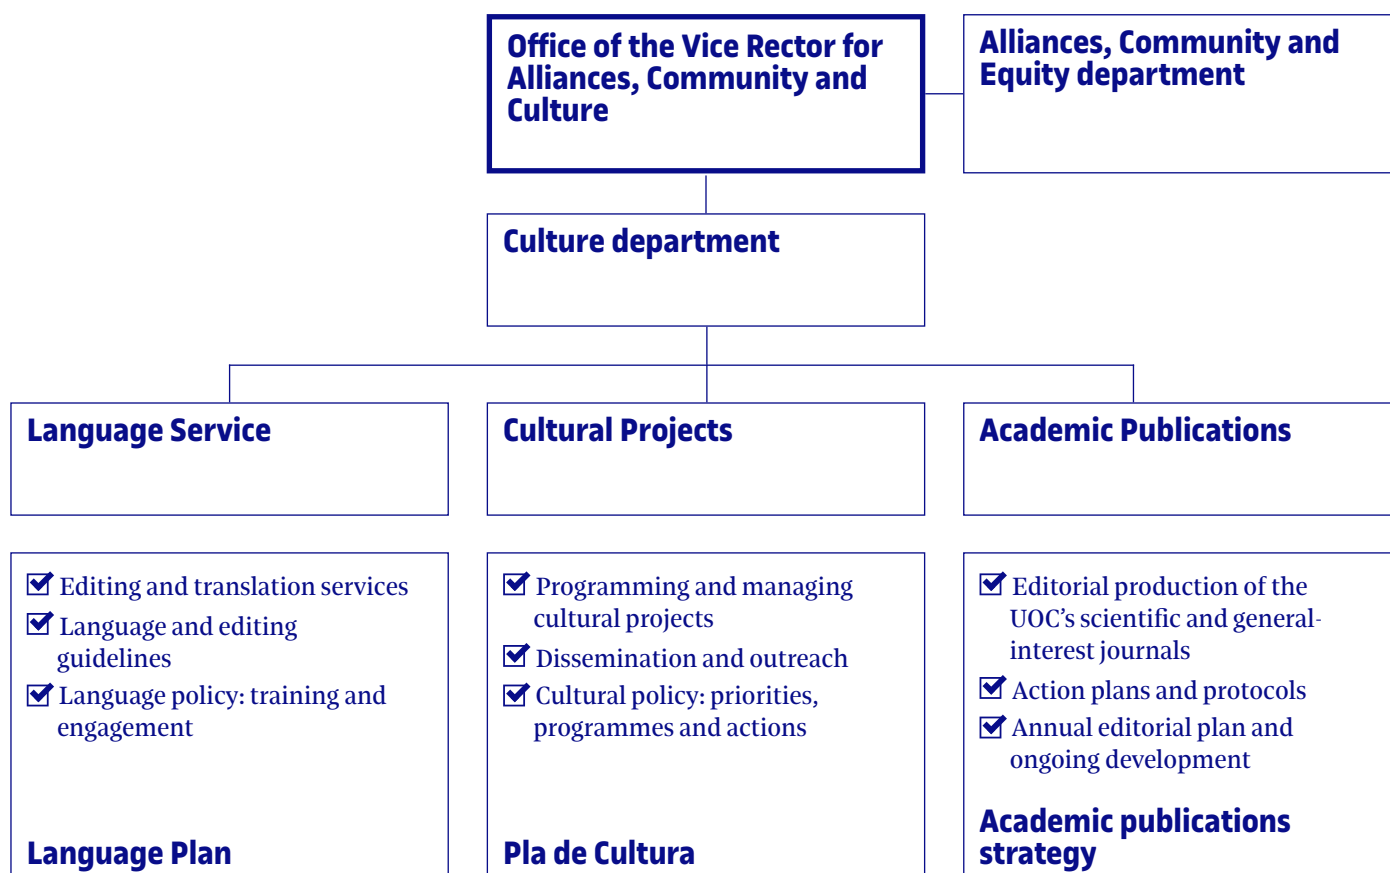 Office of the Vice Rector for
Alliances, Community and
Culture
Alliances, Community and
Equity department
Culture department
Language Service
Cultural Projects
Academic Publications
Editing and translation services
Language and editing
guidelines
Language policy: training and
engagement
Language Plan
Programming and managing
cultural projects
Dissemination and outreach
Cultural policy: priorities,
programmes and actions
Pla de Cultura
Editorial production of the
UOC’s scientific and general-
interest journals
Action plans and protocols
Annual editorial plan and
ongoing development
Academic publications
strategy